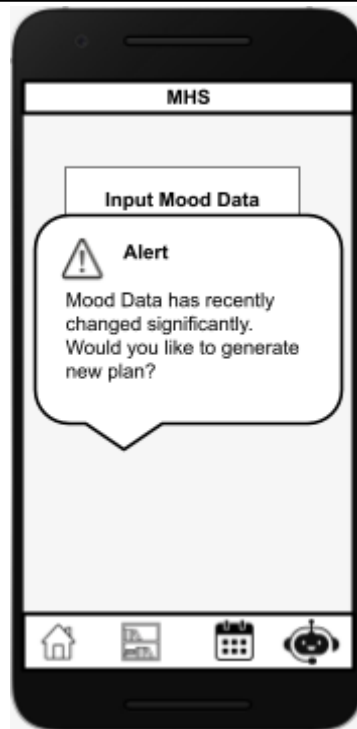 MHS
Input Mood Data
Alert
Mood Data has recently
changed significantly.
Would you like to generate
new plan?